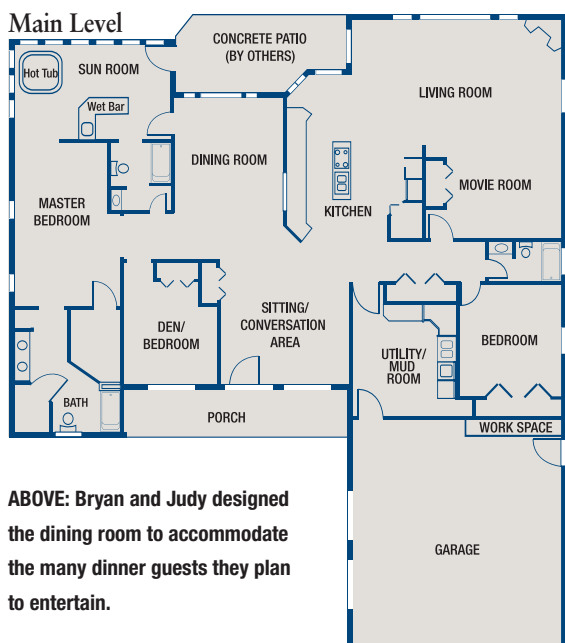 Main Level
CONCRETE PATIO
(BY OTHERS)
Hot Tub
SUN ROOM
Wet Bar
LIVING ROOM
DINING ROOM
MASTER
BEDROOM
KITCHEN
MOVIE ROOM
DEN/
BEDROOM
SITTING/
CONVERSATION
AREA
UTILITY/
MUD
ROOM
BEDROOM
BATH
PORCH
WORK SPACE
GARAGE
ABOVE: Bryan and Judy designed
the dining room to accommodate
the many dinner guests they plan
to entertain.